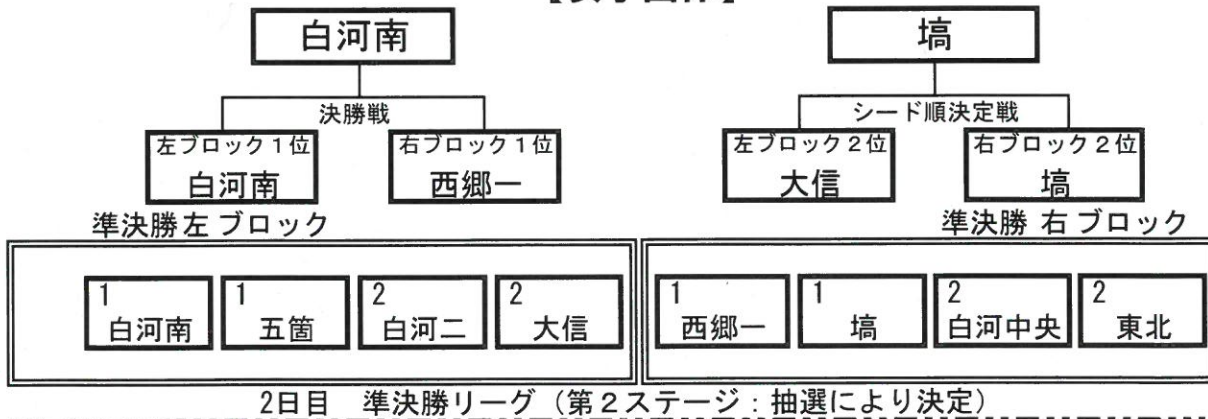 白河南
塙
決勝戦
シード順決定戦
左ブロック1位
白河南
右ブロック1位
西郷一
左ブロック2位
大信
右ブロック2位
塙
準決勝左 ブロック
準決勝 右 ブロック
1
白河南
1
五箇
2
白河二
2
大信
1
西郷一
1
塙
2
白河中央
2
東北
2日目 準決勝リーグ(第2ステージ:抽選により決定)